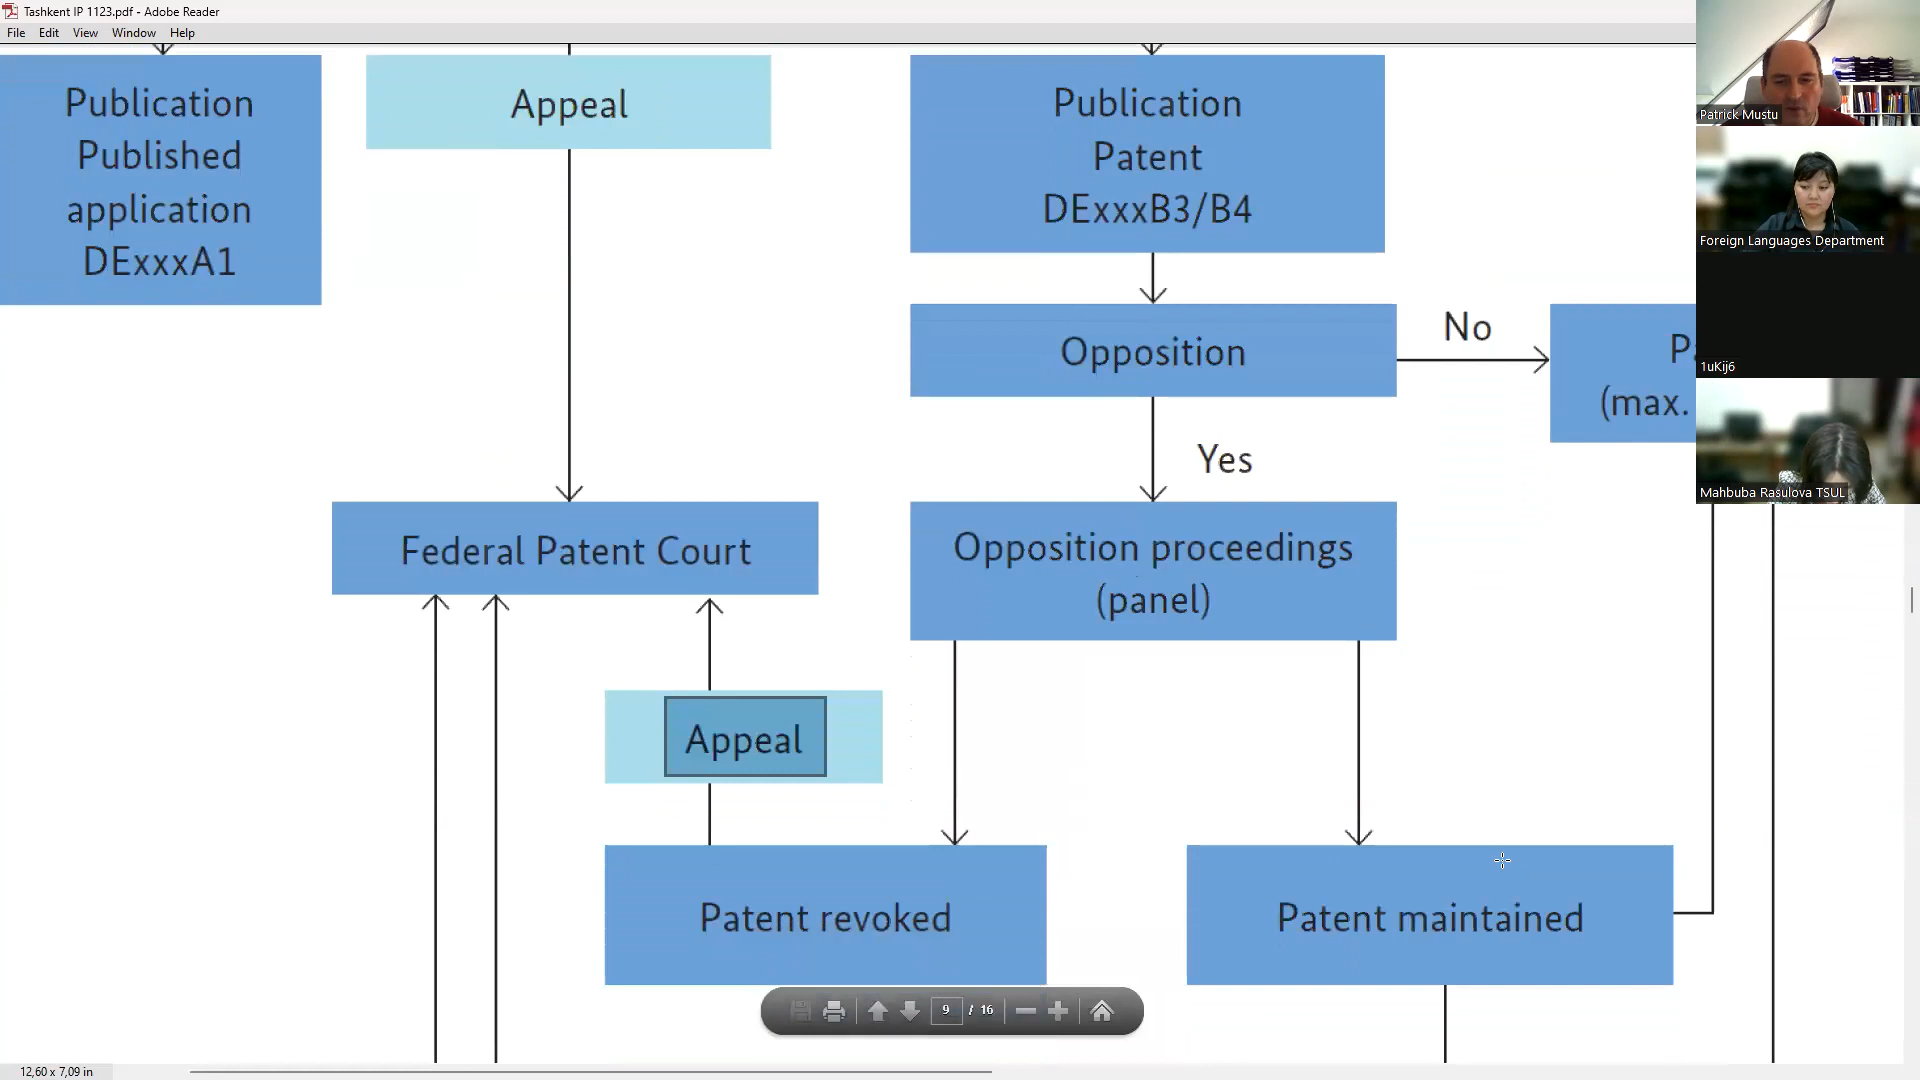 Tashkent IP 1123.pdf - Adobe Reader
File Edit View Window Help
Publication
Published
application
DExxxA1
Appeal
Publication
Patent
DExxxB3/B4
Opposition
No
(max.
Yes
Federal Patent Court
Opposition proceedings
(panel)
Appeal
Patent revoked
Patent maintained
9 / 16
12,60 x 7,09 in
Patrick Mustu
Foreign Languages Department
1uKij6
Mahbuba Rasulova TSUL